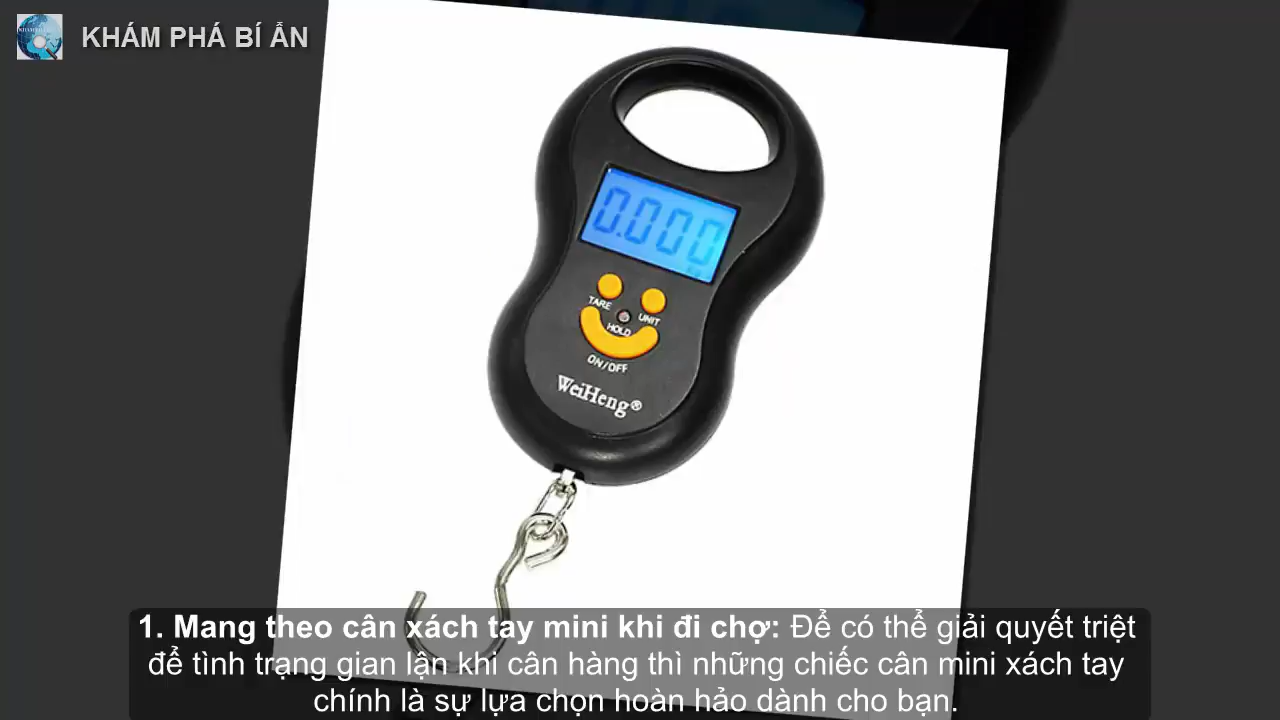 KHÁM PHÁ BÍ ẨN
0.000
TARE
UNIT
HOLD
ON/OFF
WeiHeng®
1. Mang theo cân xách tay mini khi đi chợ: Để có thể giải quyết triệt
để tình trạng gian lận khi cân hàng thì những chiếc cân mini xách tay
chính là sự lựa chọn hoàn hảo dành cho bạn.